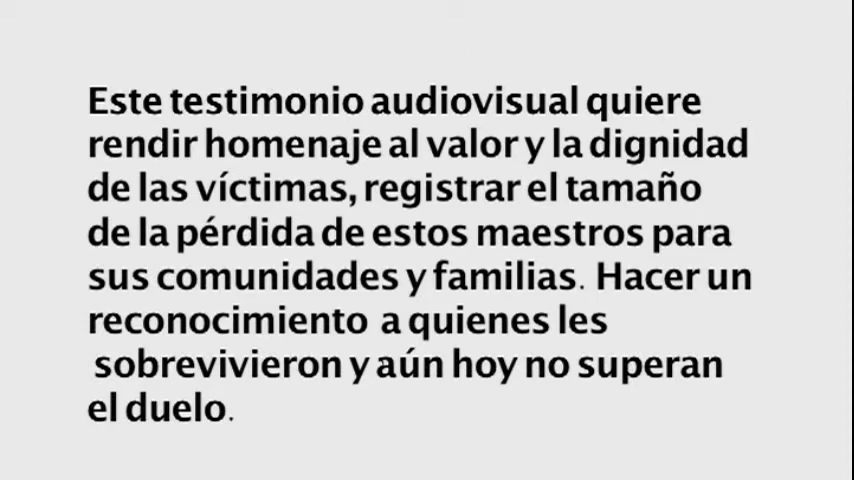 Este testimonio audiovisual quiere
rendir homenaje al valor y la dignidad
de las víctimas, registrar el tamaño
de la pérdida de estos maestros para
sus comunidades y familias. Hacer un
reconocimiento a quienes les
sobrevivieron y aún hoy no superan
el duelo.